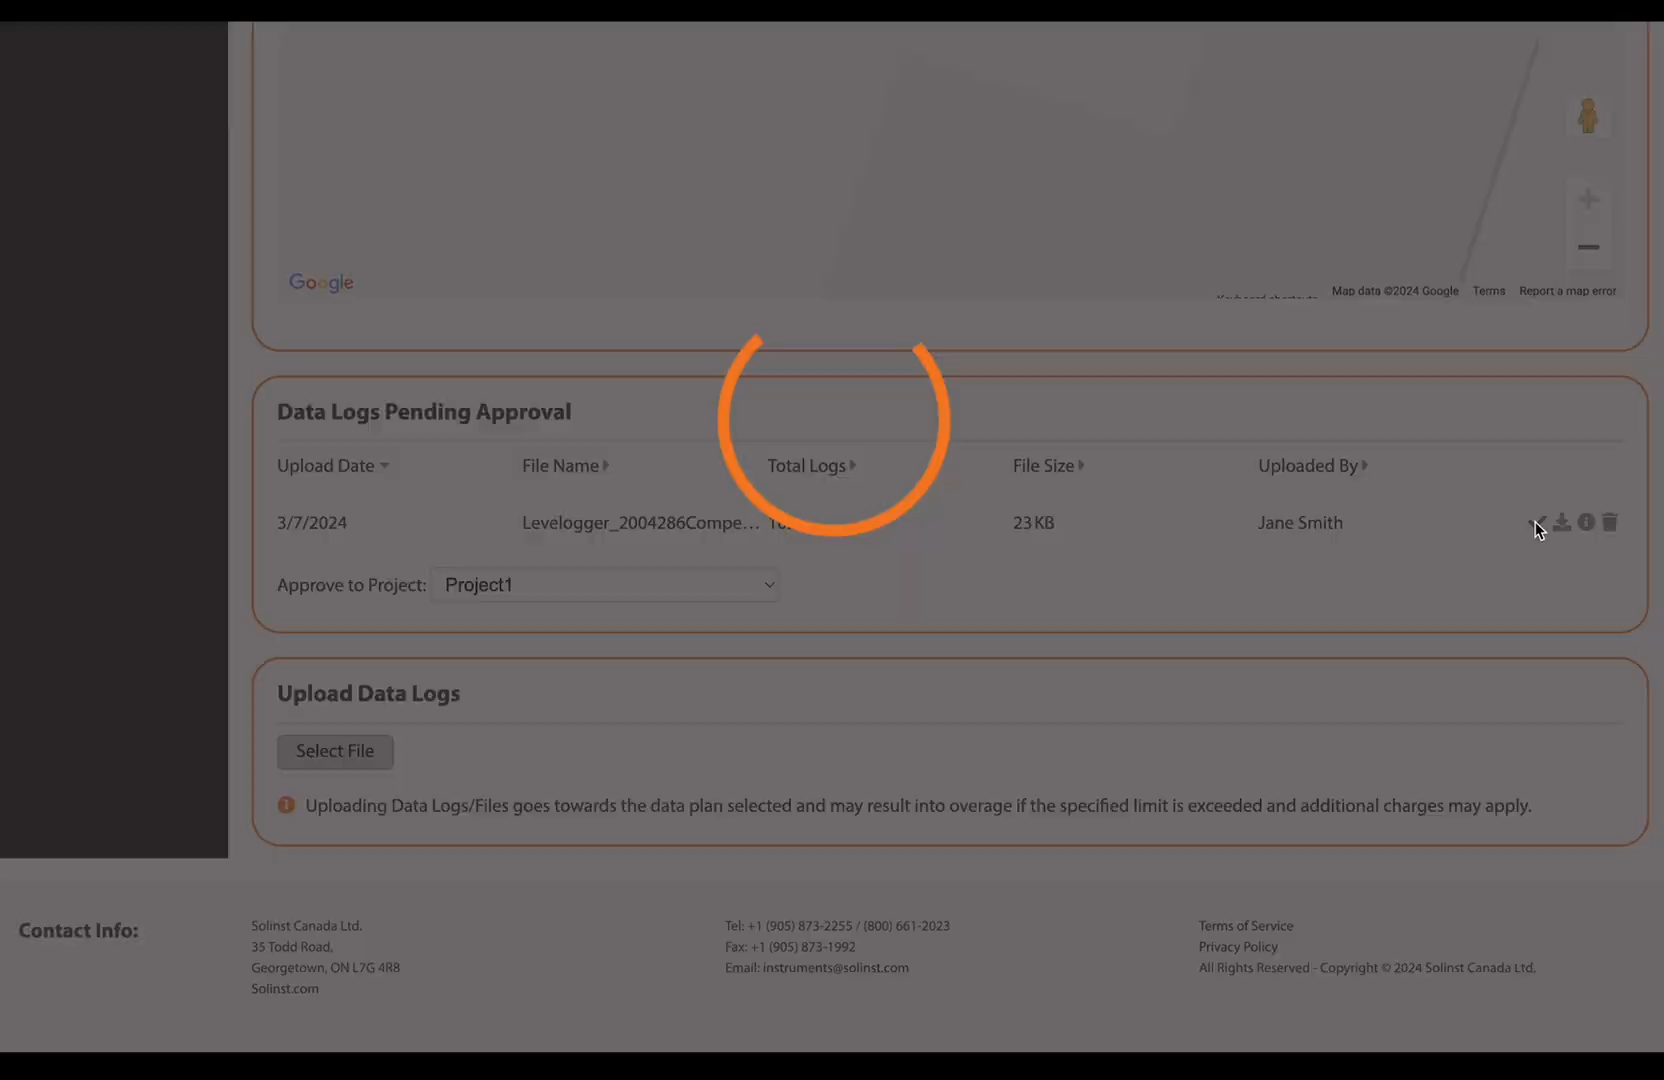 Google
Map data ©2024 Google Terms Report a map error
Data Logs Pending Approval
Upload Date File Name Total Logs File Size Uploaded By
3/7/2024 Levelogger_2004286Compe... 23 KB Jane Smith
Approve to Project: Project1
Upload Data Logs
Select File
Uploading Data Logs/Files goes towards the data plan selected and may result into overage if the specified limit is exceeded and additional charges may apply.
Contact Info:
Solinst Canada Ltd.
35 Todd Road,
Georgetown, ON L7G 4R8
Solinst.com
Tel: +1 (905) 873-2255 / (800) 661-2023
Fax: +1 (905) 873-1992
Email: instruments@solinst.com
Terms of Service
Privacy Policy
All Rights Reserved - Copyright © 2024 Solinst Canada Ltd.